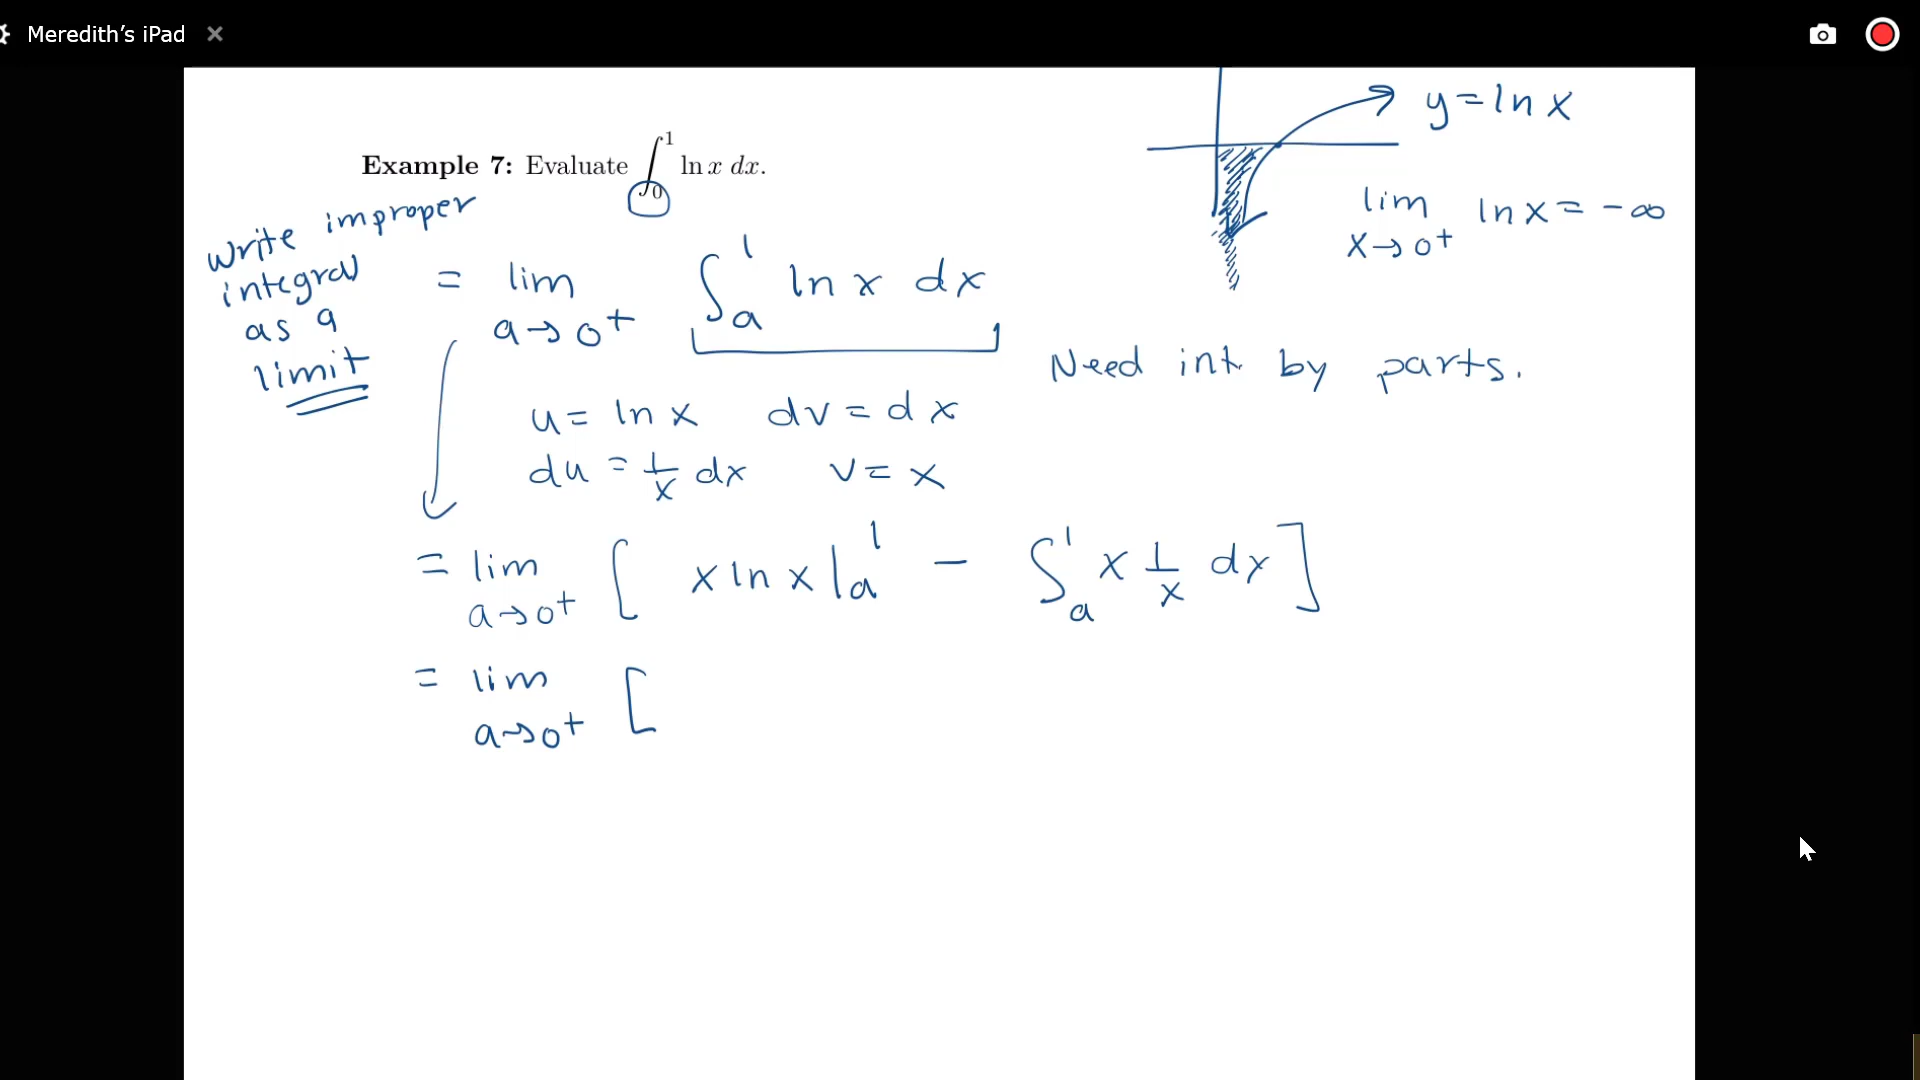 Meredith's iPad
Example 7: Evaluate ∫₀¹ ln x dx.
y = ln x
lim x→0⁺ ln x = -∞
Write improper
integral
as a
limit
= lim a→0⁺ ∫ₐ¹ ln x dx
Need int. by parts.
u = ln x dv = dx
du = 1/x dx v = x
= lim a→0⁺ [ x ln x |ₐ¹ - ∫ₐ¹ x 1/x dx ]
= lim a→0⁺ [